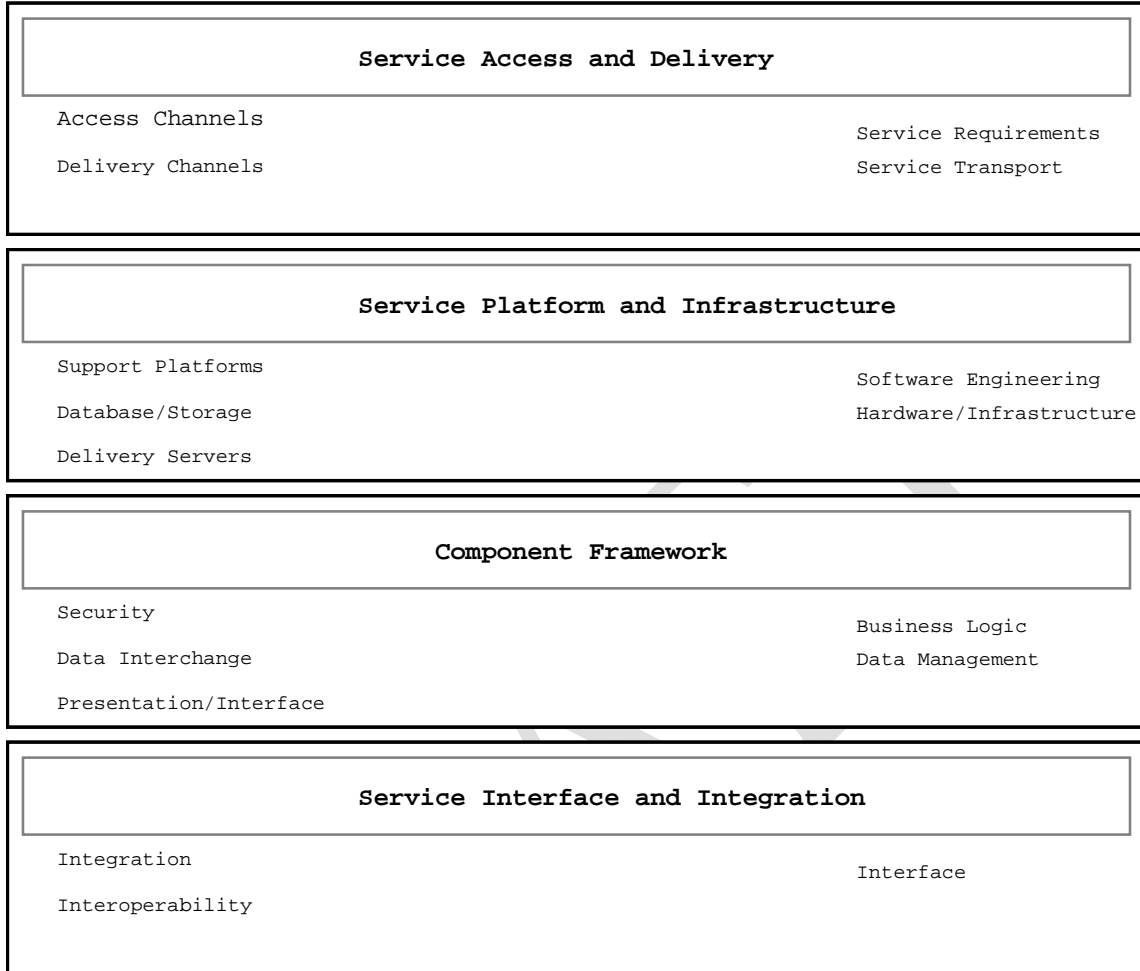 Service Access and Delivery
Access Channels
Delivery Channels
Service Requirements
Service Transport
Service Platform and Infrastructure
Support Platforms
Database/Storage
Delivery Servers
Software Engineering
Hardware/Infrastructure
Component Framework
Security
Data Interchange
Presentation/Interface
Business Logic
Data Management
Service Interface and Integration
Integration
Interoperability
Interface